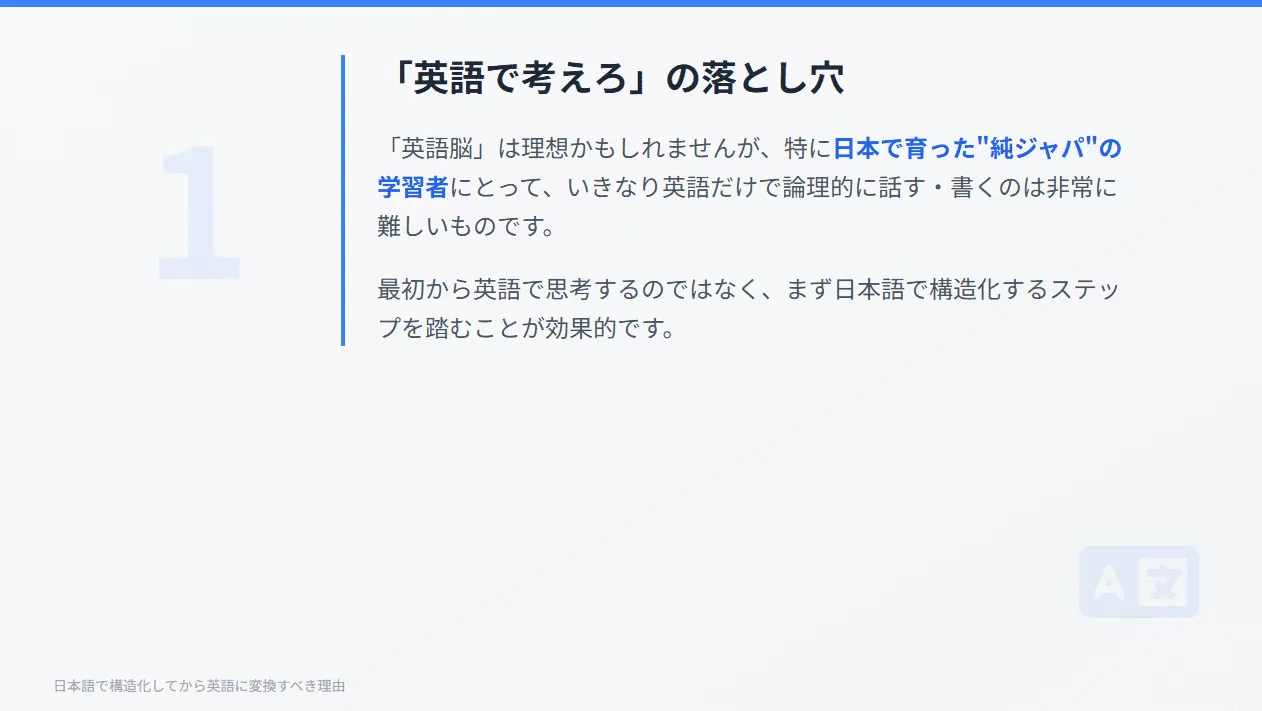 1
「英語で考えろ」の落とし穴
「英語脳」は理想かもしれませんが、特に日本で育った"純ジャパ"の
学習者にとって、いきなり英語だけで論理的に話す・書くのは非常に
難しいものです。
最初から英語で思考するのではなく、まず日本語で構造化するステッ
プを踏むことが効果的です。
A文
日本語で構造化してから英語に変換すべき理由